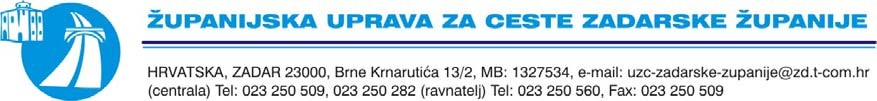 ŽUPANIJSKA UPRAVA ZA CESTE ZADARSKE ŽUPANIJE
HRVATSKA, ZADAR 23000, Brne Krnarutića 13/2, MB: 1327534, e-mail: uzc-zadarske-zupanije@zd.t-com.hr
(centrala) Tel: 023 250 509, 023 250 282 (ravnatelj) Tel: 023 250 560, Fax: 023 250 509